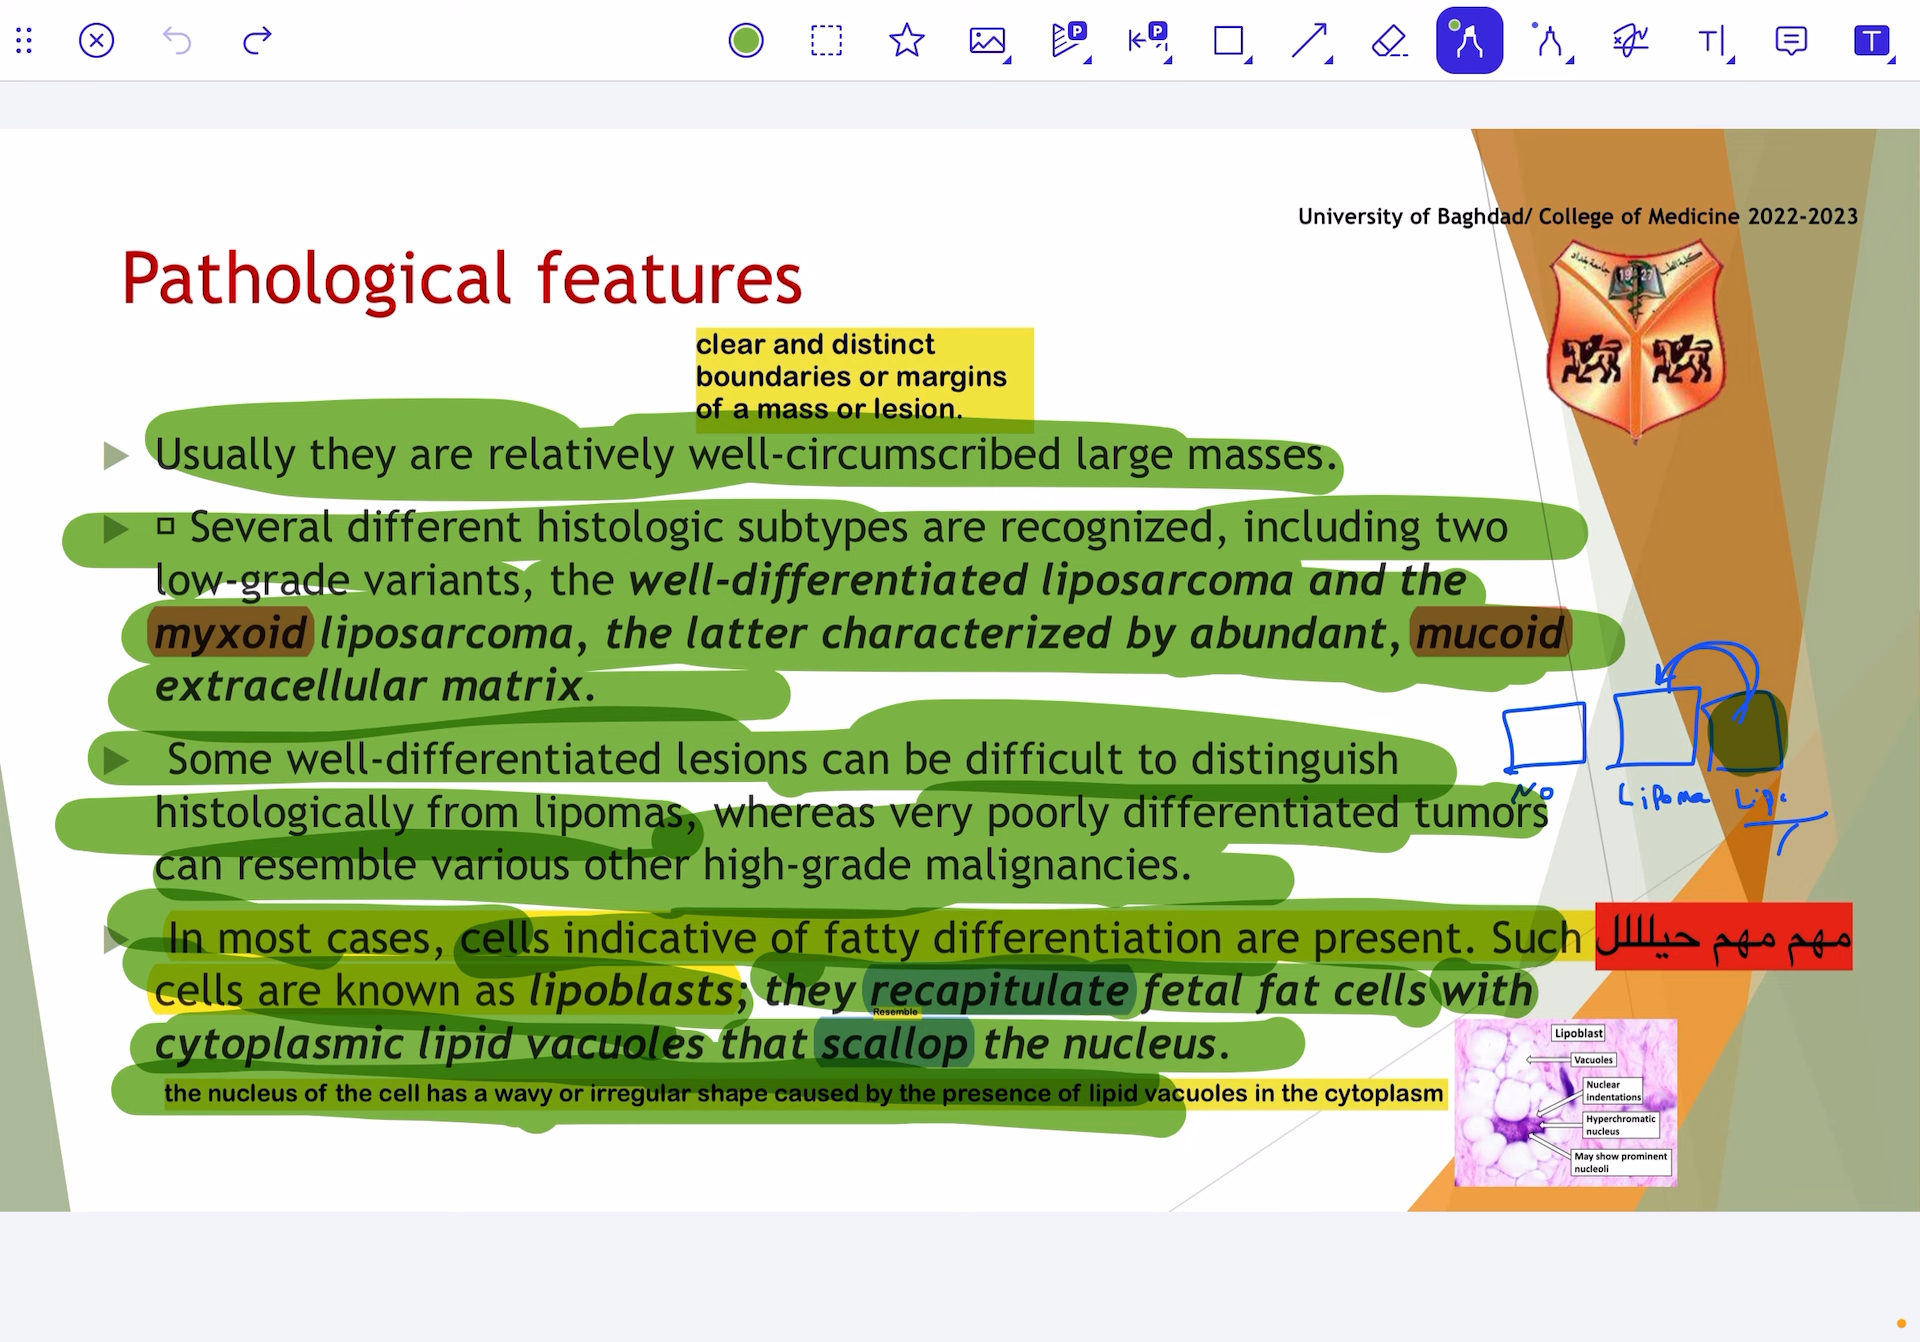 University of Baghdad/ College of Medicine 2022-2023
كلية الطب
جامعة بغداد
19 27
Pathological features
clear and distinct
boundaries or margins
of a mass or lesion.
Usually they are relatively well-circumscribed large masses.
Several different histologic subtypes are recognized, including two
low-grade variants, the well-differentiated liposarcoma and the
myxoid liposarcoma, the latter characterized by abundant, mucoid
extracellular matrix.
Some well-differentiated lesions can be difficult to distinguish
histologically from lipomas, whereas very poorly differentiated tumors
can resemble various other high-grade malignancies.
No Lipoma
In most cases, cells indicative of fatty differentiation are present. Such
مهم مهم حيلللل
cells are known as lipoblasts; they recapitulate fetal fat cells with
Resemble
cytoplasmic lipid vacuoles that scallop the nucleus.
the nucleus of the cell has a wavy or irregular shape caused by the presence of lipid vacuoles in the cytoplasm
Lipoblast
Vacuoles
Nuclear
indentations
Hyperchromatic
nucleus
May show prominent
nucleoli